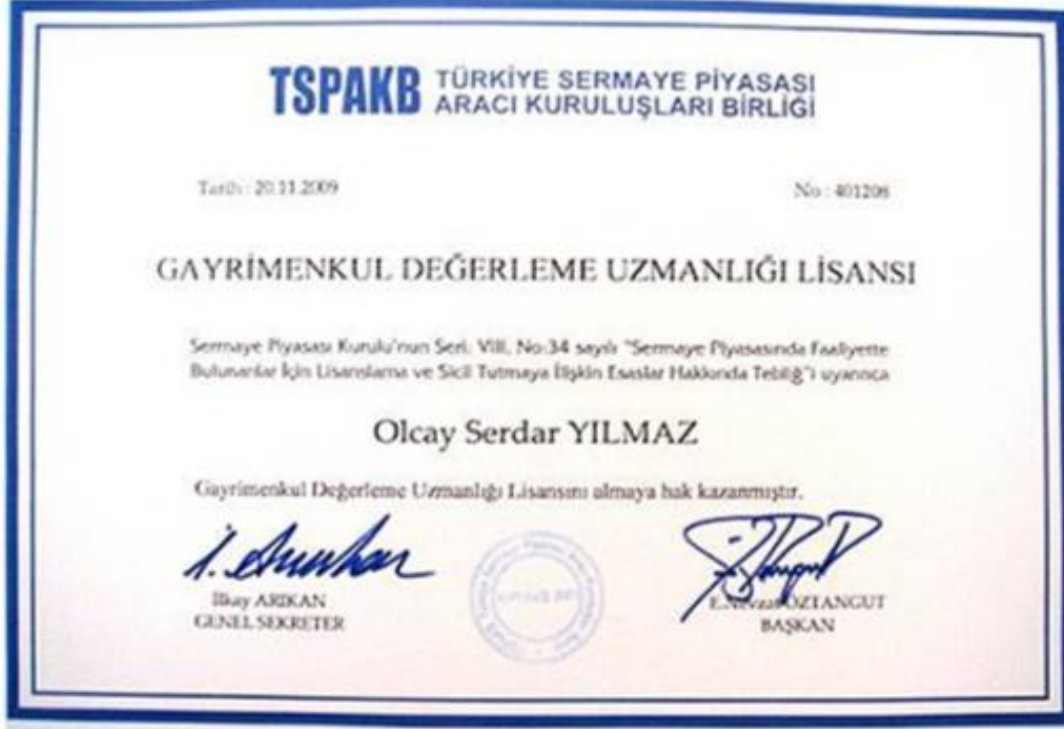 TSPAKB TÜRKİYE SERMAYE PİYASASI
ARACI KURULUŞLARI BİRLİĞİ
Tarih : 20.11.2009
No : 401208
GAYRİMENKUL DEĞERLEME UZMANLIĞI LİSANSI
Sermaye Piyasası Kurulu'nun Seri: VIII, No:34 sayılı "Sermaye Piyasasında Faaliyette
Bulunanlar İçin Lisanslama ve Sicil Tutmaya İlişkin Esaslar Hakkında Tebliğ"i uyarınca
Olcay Serdar YILMAZ
Gayrimenkul Değerleme Uzmanlığı Lisansını almaya hak kazanmıştır.
İlkay ARIKAN
GENEL SEKRETER
E.Nevzat ÖZTANGUT
BAŞKAN